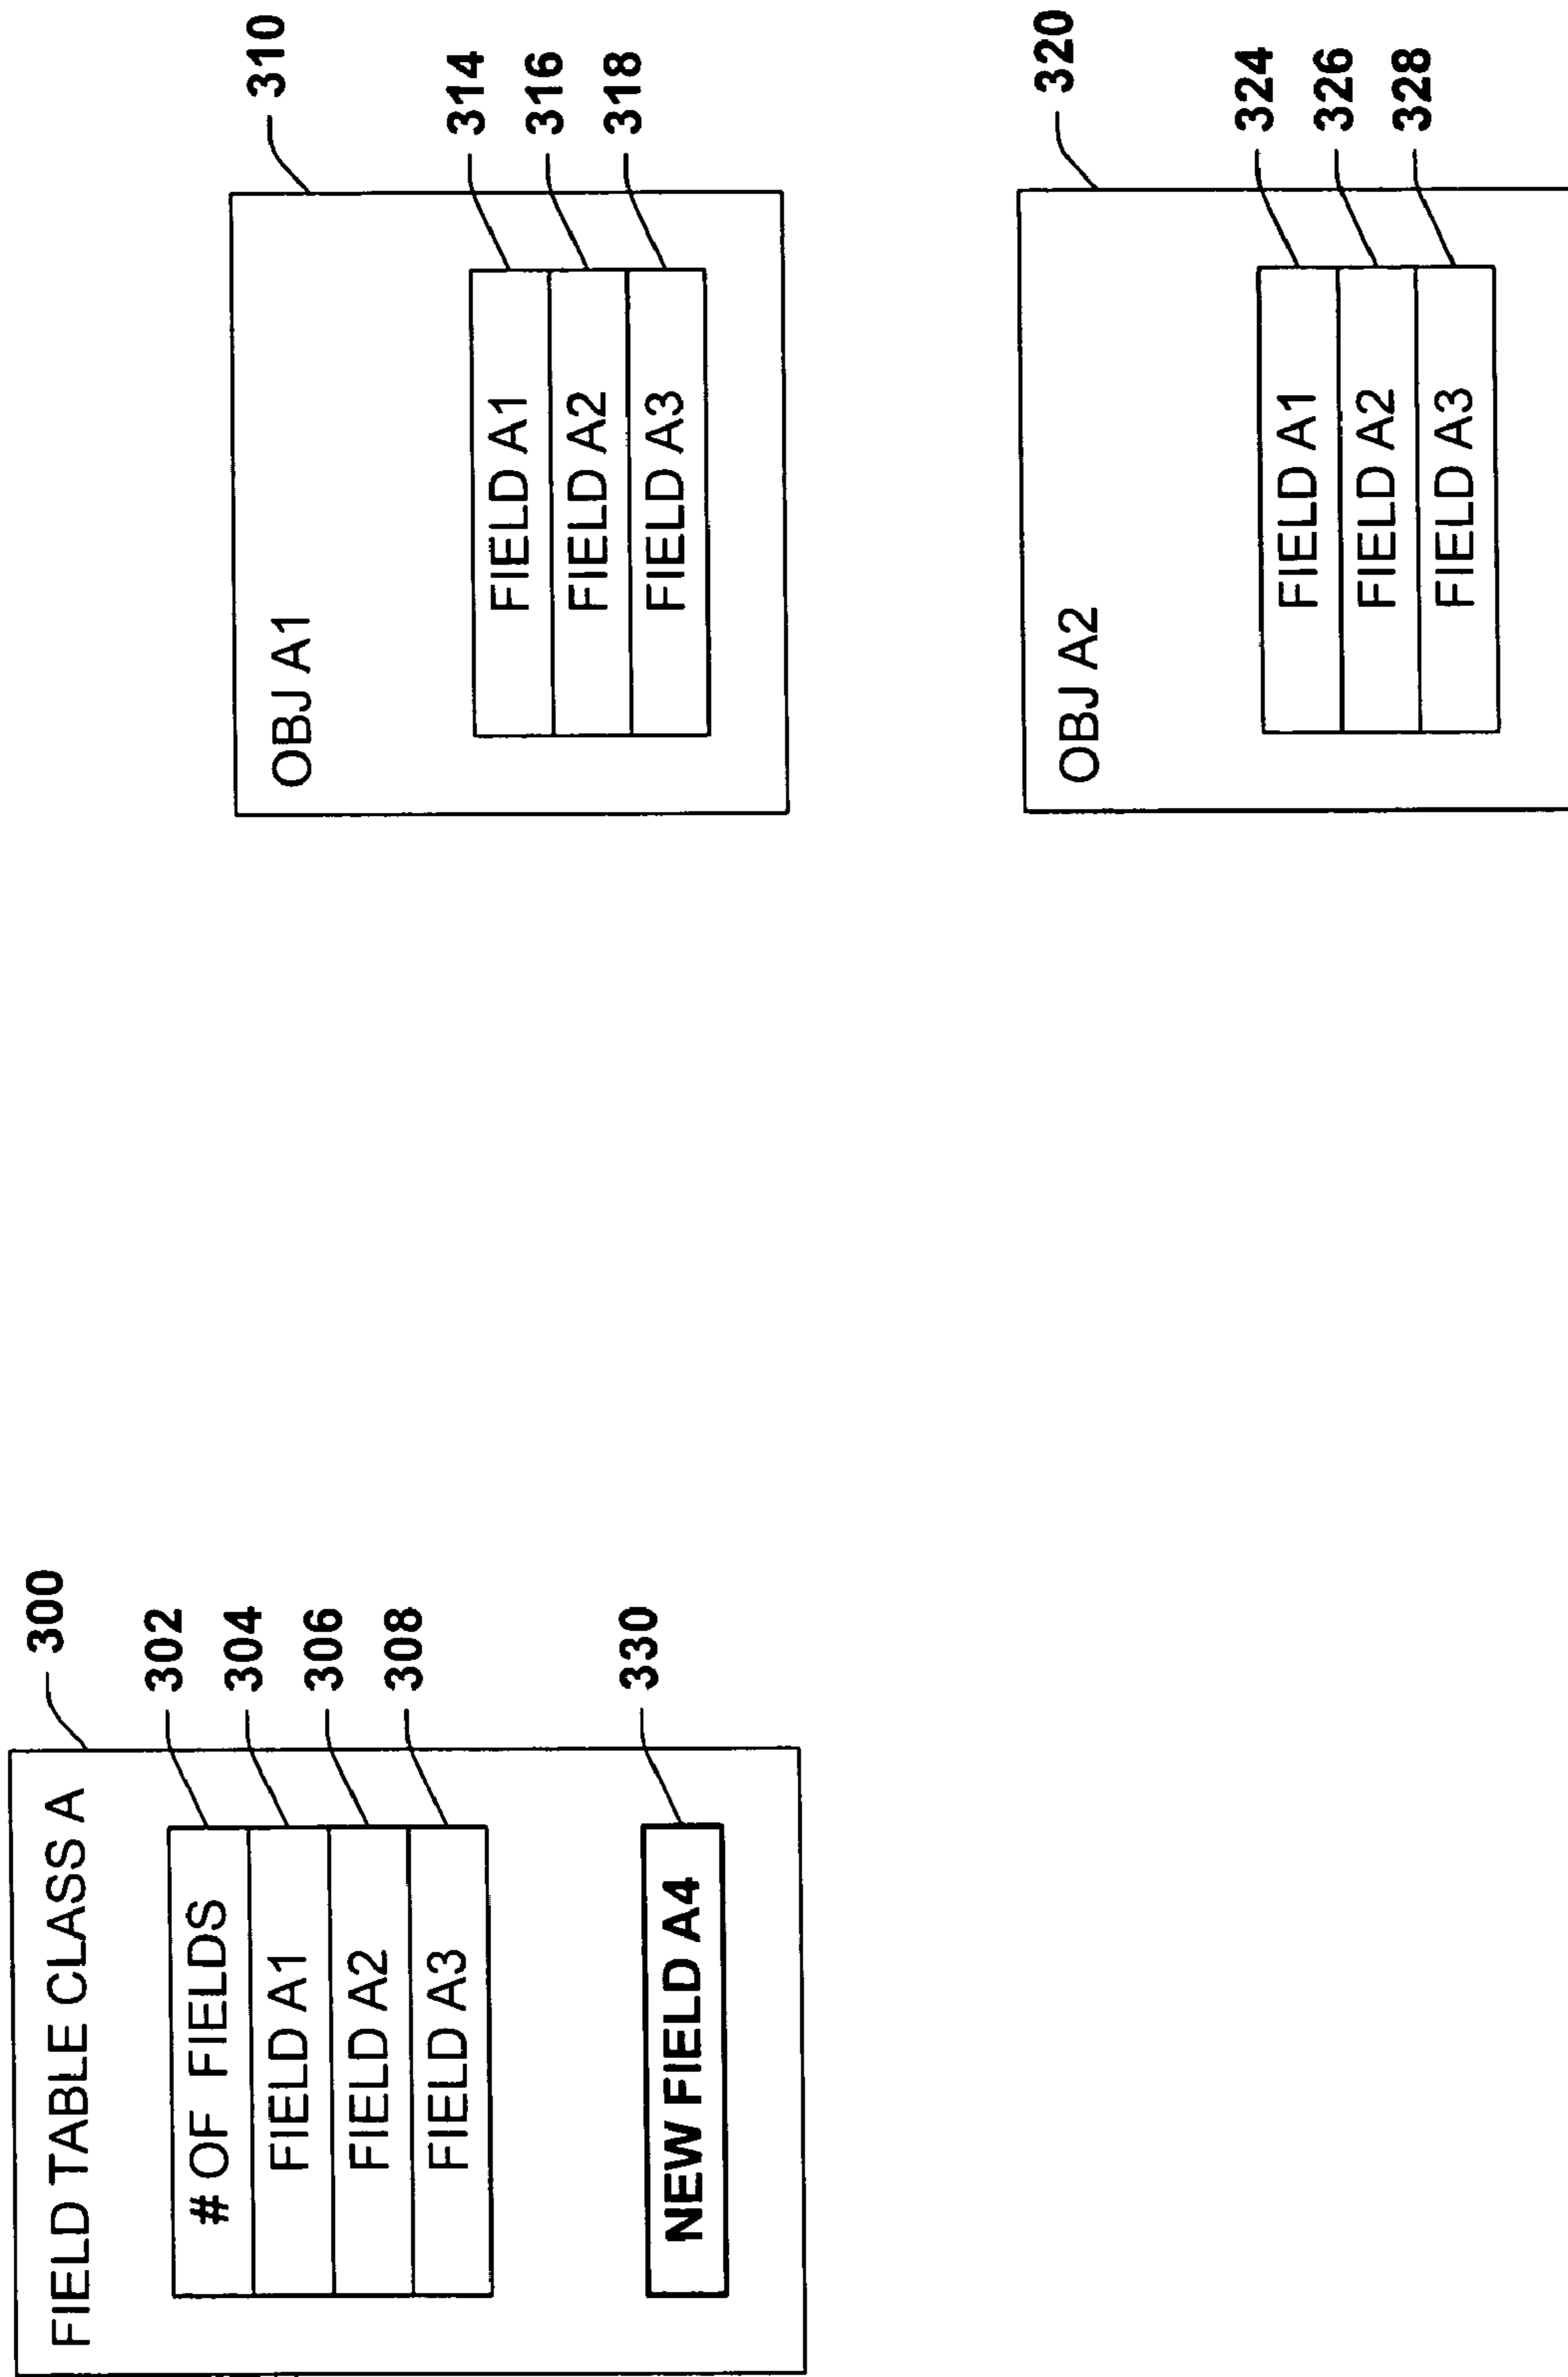 FIELD TABLE CLASS A
300
# OF FIELDS
302
FIELD A1
304
FIELD A2
306
FIELD A3
308
NEW FIELD A4
330
OBJ A1
310
FIELD A1
314
FIELD A2
316
FIELD A3
318
OBJ A2
320
FIELD A1
324
FIELD A2
326
FIELD A3
328